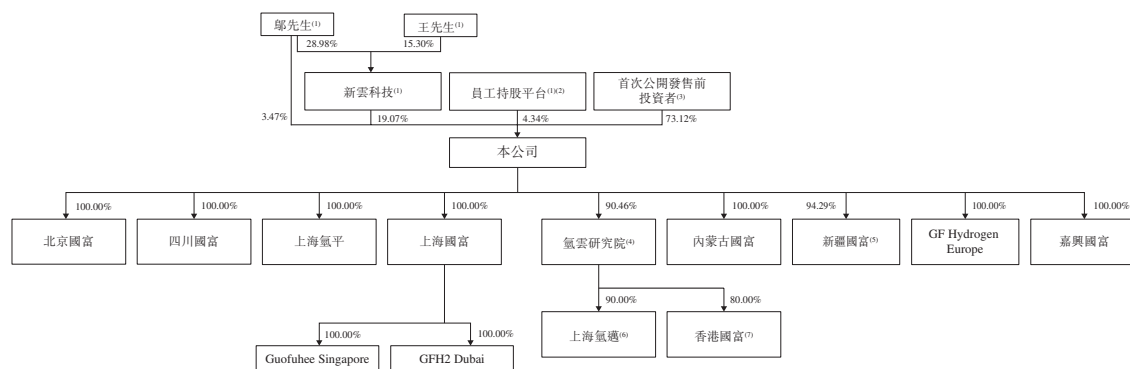 鄔先生(1)
王先生(1)
28.98%
15.30%
新雲科技(1)
員工持股平台(1)(2)
首次公開發售前
投資者(3)
3.47%
19.07%
4.34%
73.12%
本公司
100.00%
100.00%
100.00%
100.00%
90.46%
100.00%
94.29%
100.00%
100.00%
北京國富
四川國富
上海氫平
上海國富
氫雲研究院(4)
內蒙古國富
新疆國富(5)
GF Hydrogen
Europe
嘉興國富
90.00%
80.00%
上海氫邁(6)
香港國富(7)
100.00%
100.00%
Guofuhee Singapore
GFH2 Dubai